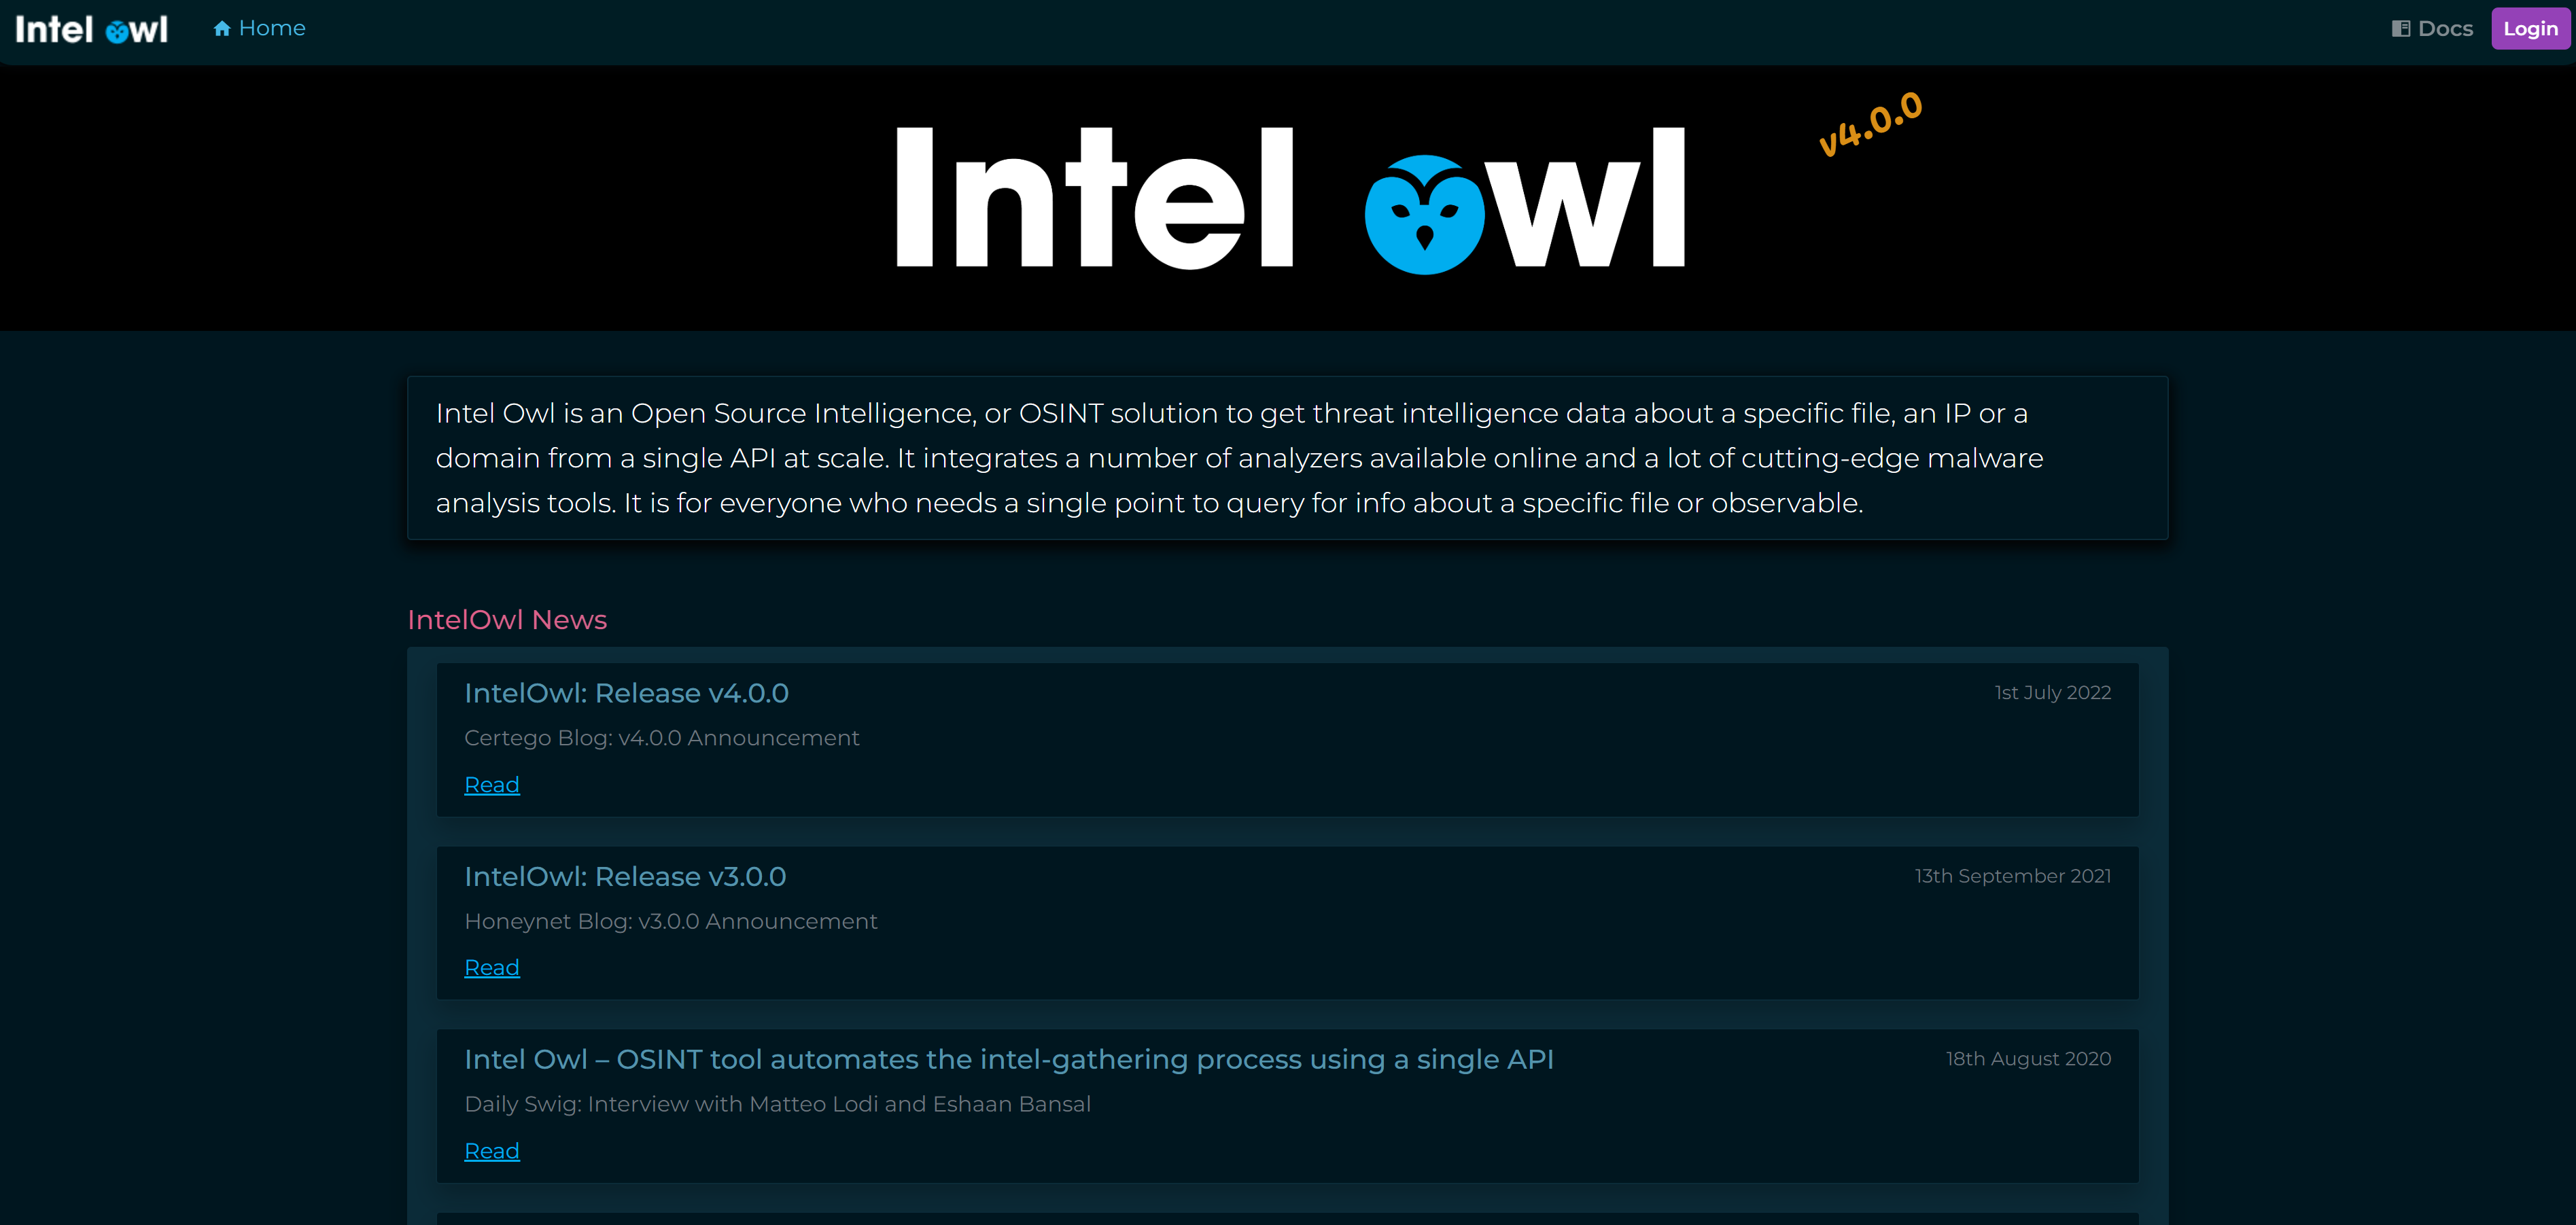 Intel Owl
Home
Docs
Login
Intel Owl
v4.0.0
Intel Owl is an Open Source Intelligence, or OSINT solution to get threat intelligence data about a specific file, an IP or a
domain from a single API at scale. It integrates a number of analyzers available online and a lot of cutting-edge malware
analysis tools. It is for everyone who needs a single point to query for info about a specific file or observable.
IntelOwl News
IntelOwl: Release v4.0.0
1st July 2022
Certego Blog: v4.0.0 Announcement
Read
IntelOwl: Release v3.0.0
13th September 2021
Honeynet Blog: v3.0.0 Announcement
Read
Intel Owl – OSINT tool automates the intel-gathering process using a single API
18th August 2020
Daily Swig: Interview with Matteo Lodi and Eshaan Bansal
Read